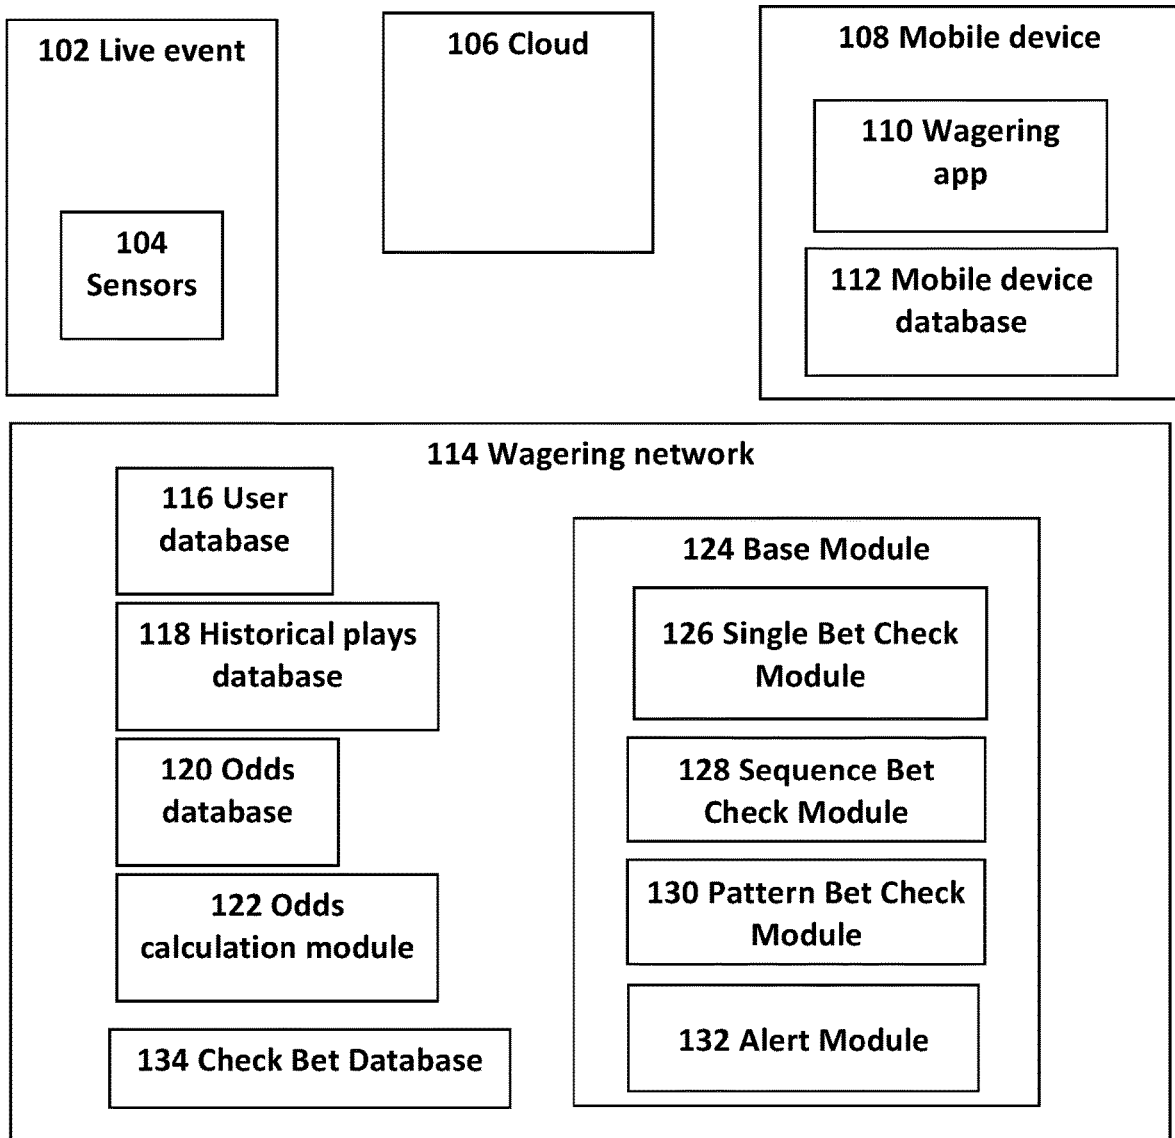 102 Live event
104
Sensors
106 Cloud
108 Mobile device
110 Wagering
app
112 Mobile device
database
114 Wagering network
116 User
database
118 Historical plays
database
120 Odds
database
122 Odds
calculation module
134 Check Bet Database
124 Base Module
126 Single Bet Check
Module
128 Sequence Bet
Check Module
130 Pattern Bet Check
Module
132 Alert Module